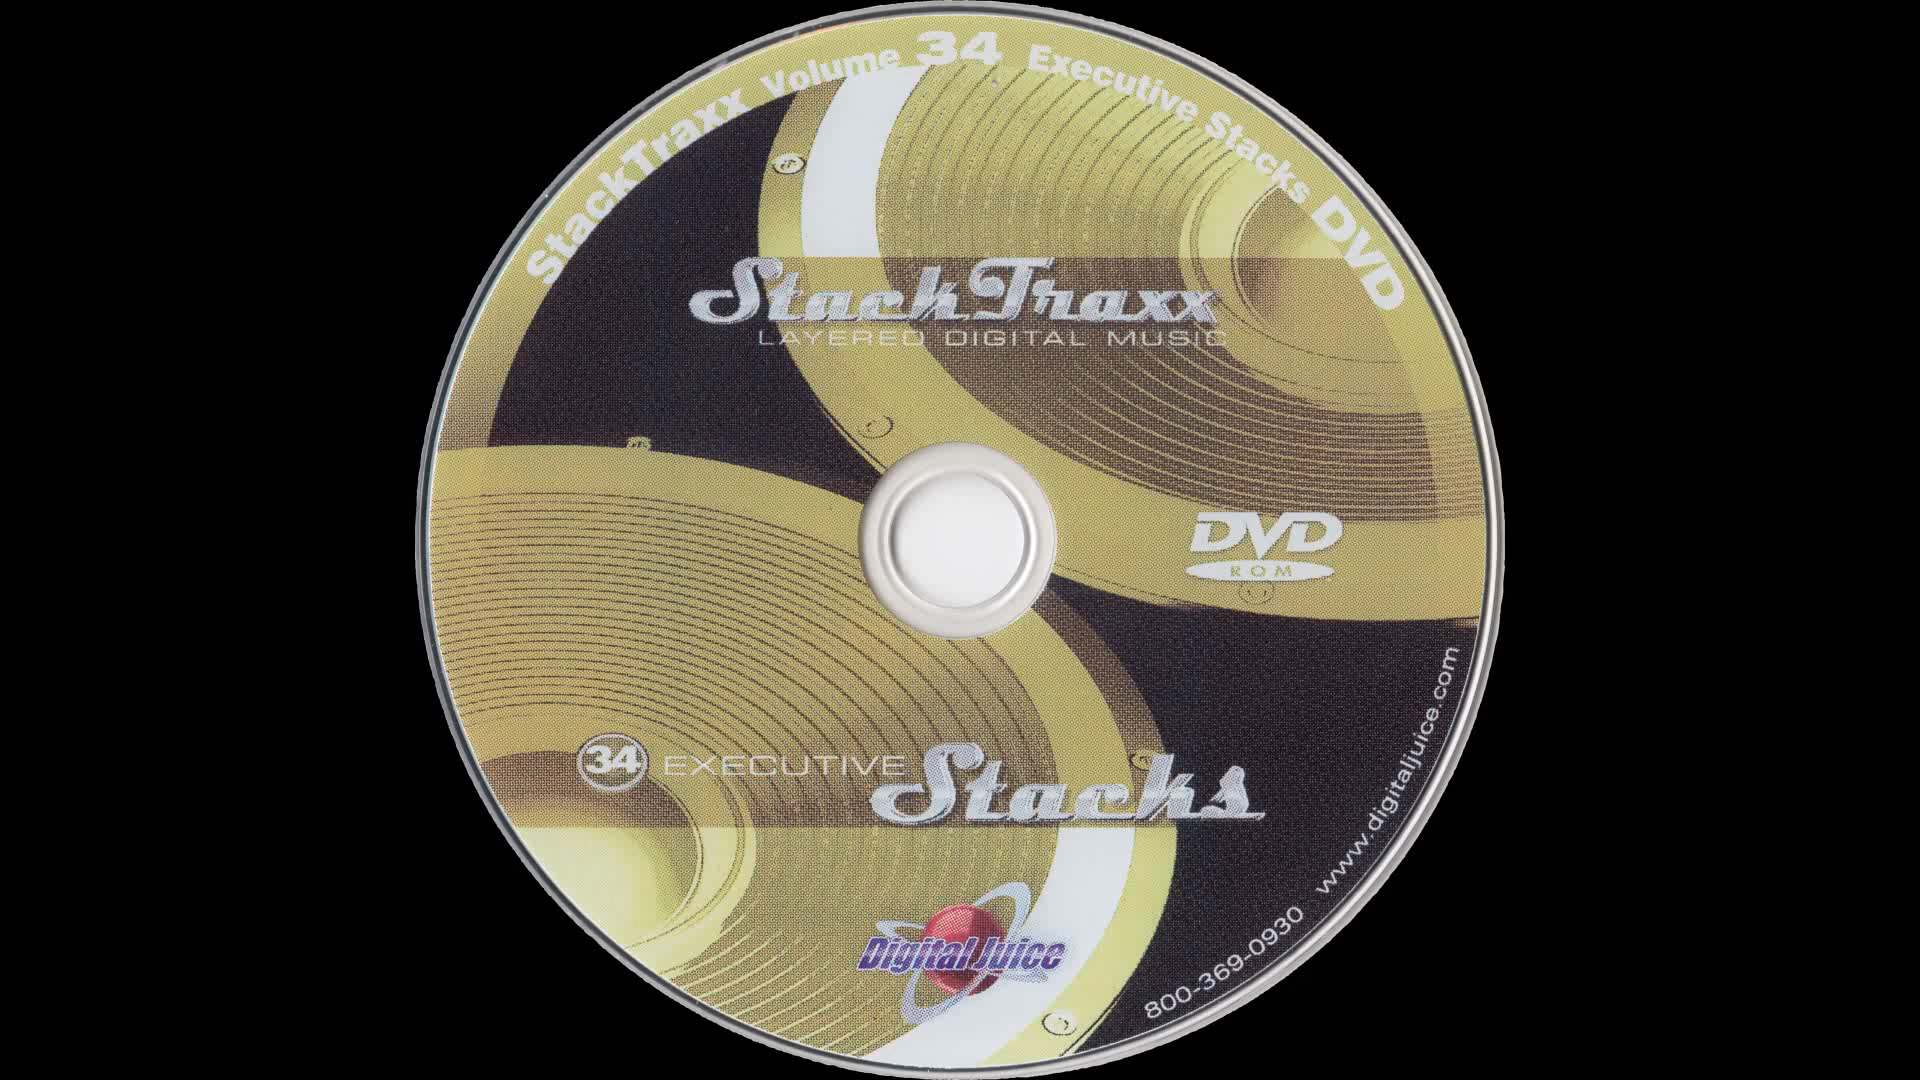 StackTraxx Volume 34 Executive Stacks DVD
StackTraxx
LAYERED DIGITAL MUSIC
DVD
ROM
34 EXECUTIVE Stacks
Digital Juice
www.digitaljuice.com
800-369-0930